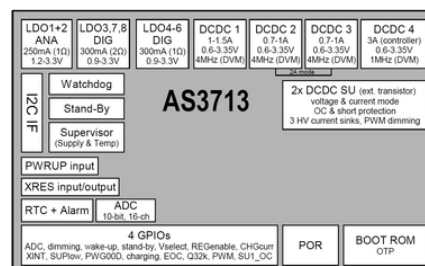 LDO1+2
ANA
250mA (1Ω)
1.2-3.3V
LDO3,7,8
DIG
300mA (2Ω)
0.9-3.3V
LDO4-6
DIG
300mA (1Ω)
0.9-3.3V
DCDC 1
1-1.5A
0.6-3.35V
4MHz (DVM)
DCDC 2
0.7-1A
0.6-3.35V
4MHz (DVM)
DCDC 3
0.7-1A
0.6-3.35V
4MHz (DVM)
DCDC 4
3A (controller)
0.6-3.35V
1MHz (DVM)
2A mode
I2C IF
Watchdog
Stand-By
Supervisor
(Supply & Temp)
AS3713
2x DCDC SU (ext. transistor)
voltage & current mode
OC & short protection
3 HV current sinks, PWM dimming
PWRUP input
XRES input/output
RTC + Alarm
ADC
10-bit, 16-ch
4 GPIOs
ADC, dimming, wake-up, stand-by, Vselect, REGenable, CHGcurr
XINT, SUPlow, PWG00D, charging, EOC, Q32k, PWM, SU1_OC
POR
BOOT ROM
OTP